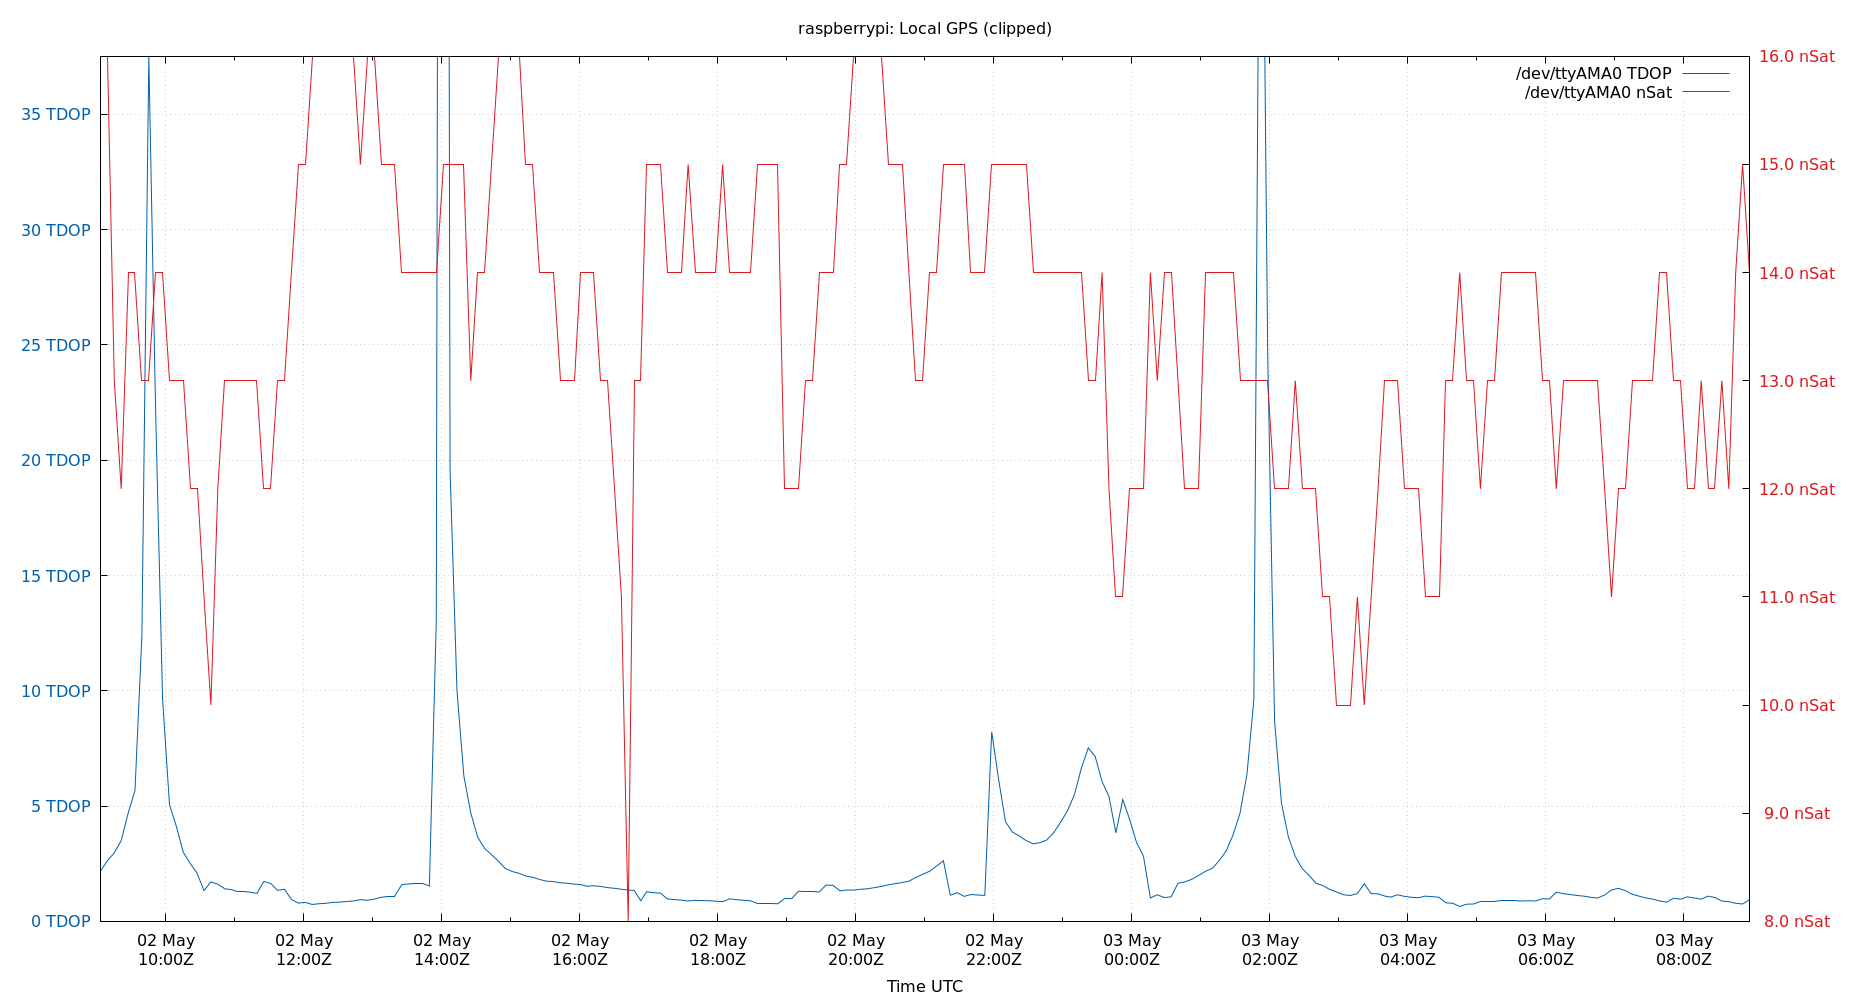 raspberrypi: Local GPS (clipped)
/dev/ttyAMA0 TDOP
/dev/ttyAMA0 nSat
35 TDOP
30 TDOP
25 TDOP
20 TDOP
15 TDOP
10 TDOP
5 TDOP
0 TDOP
16.0 nSat
15.0 nSat
14.0 nSat
13.0 nSat
12.0 nSat
11.0 nSat
10.0 nSat
9.0 nSat
8.0 nSat
02 May
10:00Z
02 May
12:00Z
02 May
14:00Z
02 May
16:00Z
02 May
18:00Z
02 May
20:00Z
02 May
22:00Z
03 May
00:00Z
03 May
02:00Z
03 May
04:00Z
03 May
06:00Z
03 May
08:00Z
Time UTC